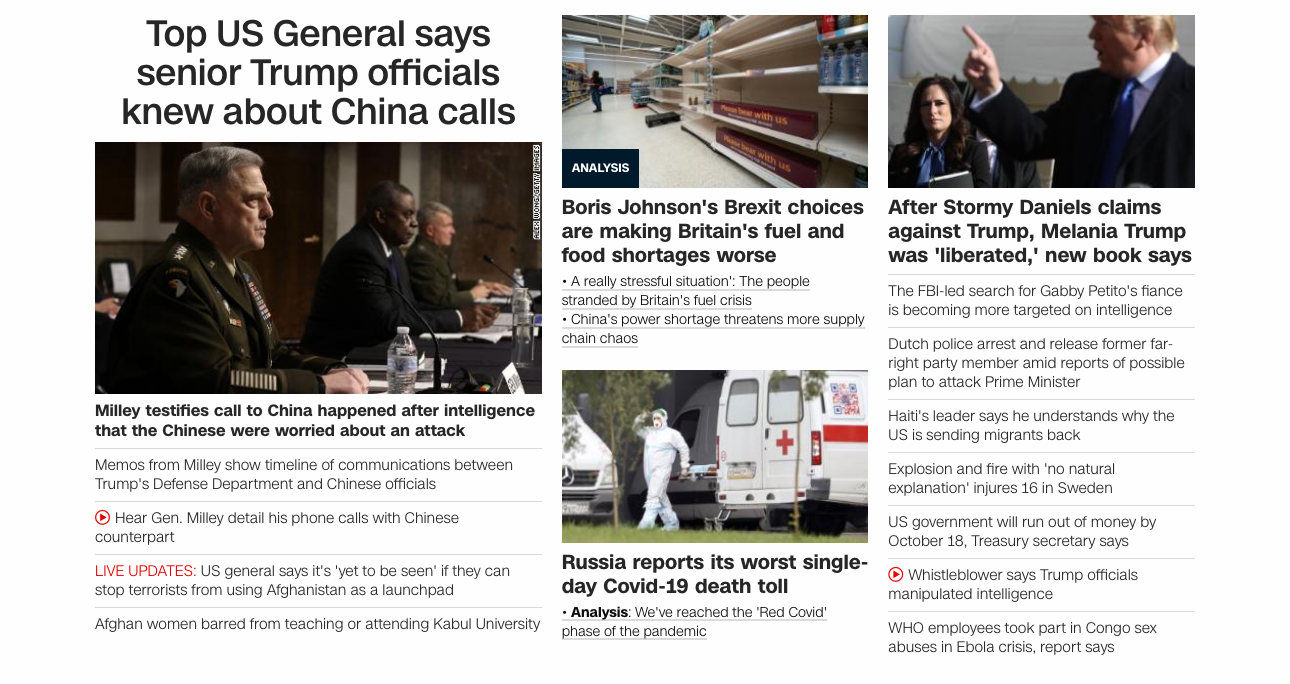 Top US General says
senior Trump officials
knew about China calls
ALEX WONG/GETTY IMAGES
Milley testifies call to China happened after intelligence
that the Chinese were worried about an attack
Memos from Milley show timeline of communications between
Trump's Defense Department and Chinese officials
Hear Gen. Milley detail his phone calls with Chinese
counterpart
LIVE UPDATES: US general says it's 'yet to be seen' if they can
stop terrorists from using Afghanistan as a launchpad
Afghan women barred from teaching or attending Kabul University
Please bear with us
Please bear with us
ANALYSIS
Boris Johnson's Brexit choices
are making Britain's fuel and
food shortages worse
• A really stressful situation': The people
stranded by Britain's fuel crisis
• China's power shortage threatens more supply
chain chaos
Russia reports its worst single-
day Covid-19 death toll
• Analysis: We've reached the 'Red Covid'
phase of the pandemic
After Stormy Daniels claims
against Trump, Melania Trump
was 'liberated,' new book says
The FBI-led search for Gabby Petito's fiance
is becoming more targeted on intelligence
Dutch police arrest and release former far-
right party member amid reports of possible
plan to attack Prime Minister
Haiti's leader says he understands why the
US is sending migrants back
Explosion and fire with 'no natural
explanation' injures 16 in Sweden
US government will run out of money by
October 18, Treasury secretary says
Whistleblower says Trump officials
manipulated intelligence
WHO employees took part in Congo sex
abuses in Ebola crisis, report says